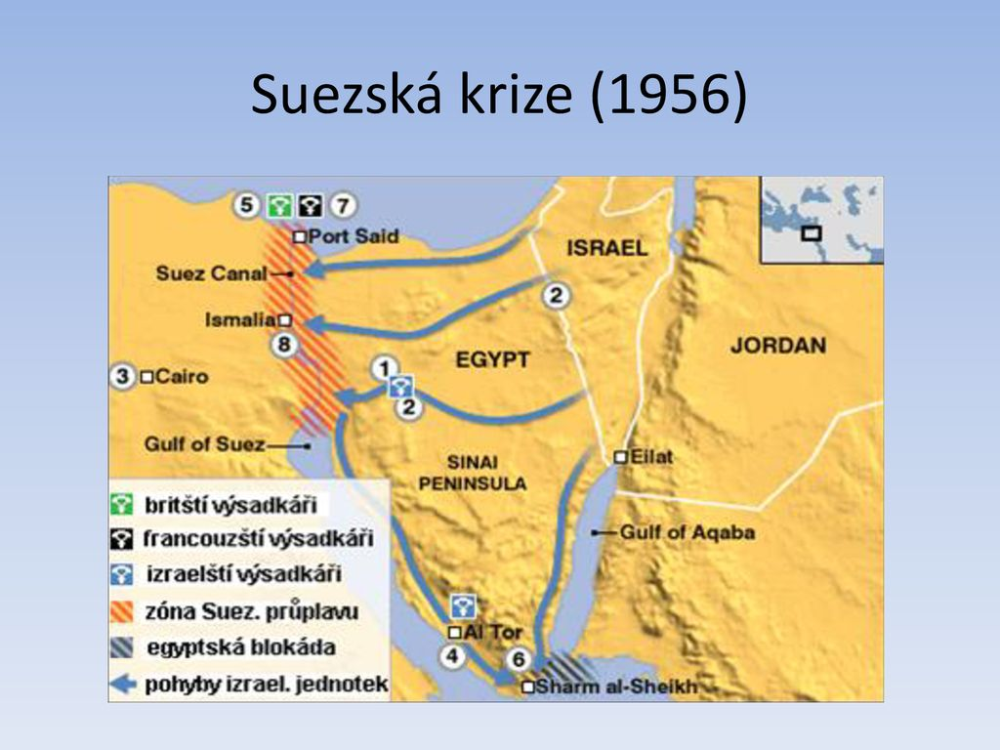 Suezská krize (1956)
5 7
Port Said
ISRAEL
Suez Canal
2
Ismalia
8
EGYPT
JORDAN
3 Cairo
1
2
Gulf of Suez
SINAI
PENINSULA
Eilat
Gulf of Aqaba
britští výsadkáři
francouzští výsadkáři
izraelští výsadkáři
zóna Suez. průplavu
egyptská blokáda
pohyby izrael. jednotek
Al Tor
4
6
Sharm al-Sheikh